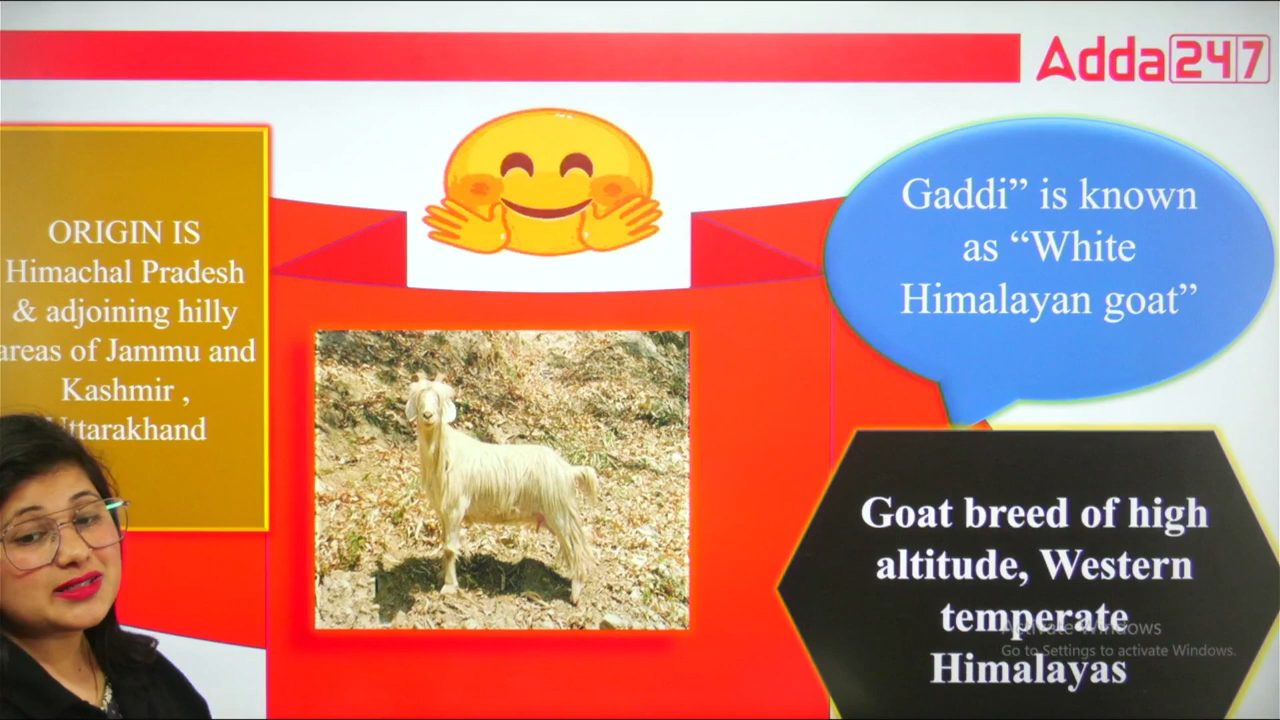 Adda247
ORIGIN IS
Himachal Pradesh
& adjoining hilly
areas of Jammu and
Kashmir ,
Uttarakhand
Gaddi” is known
as “White
Himalayan goat”
Goat breed of high
altitude, Western
temperate
Himalayas
Activate Windows
Go to Settings to activate Windows.